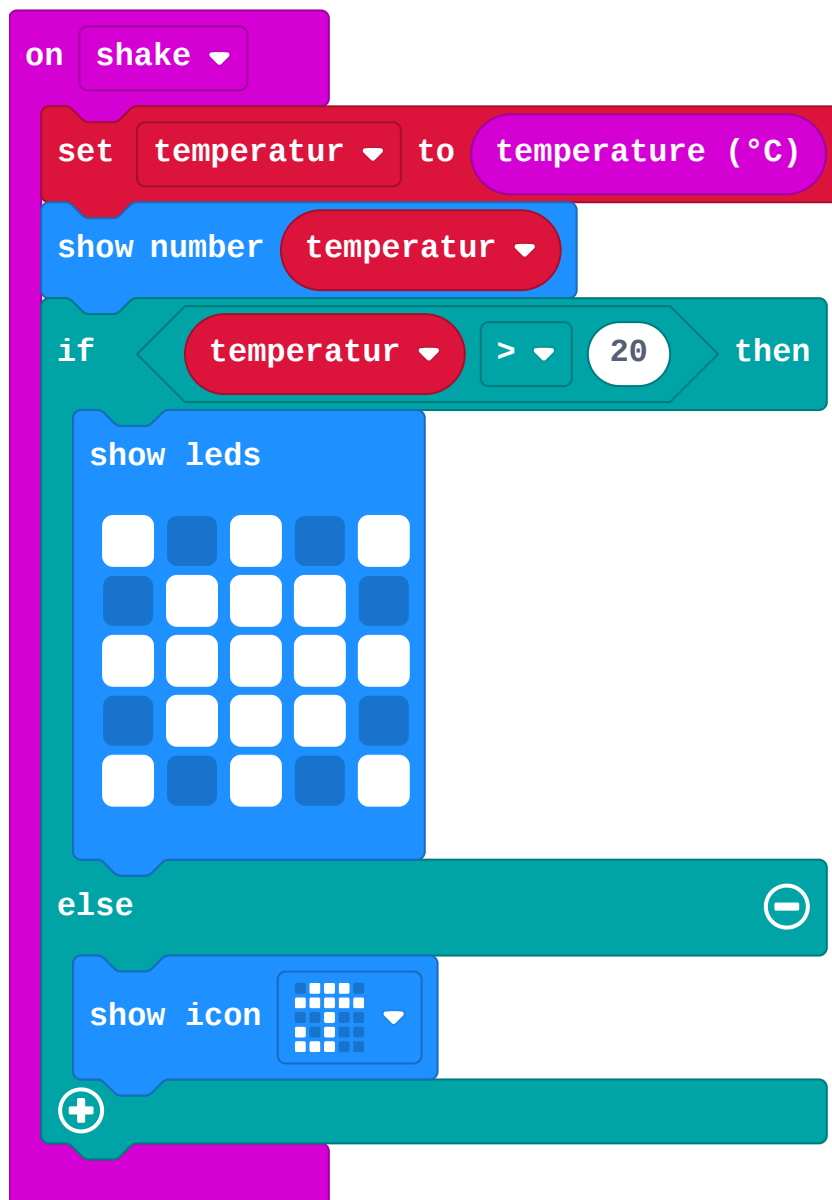 on shake
set temperatur to temperature (°C)
show number temperatur
if temperatur > 20 then
show leds
else
show icon